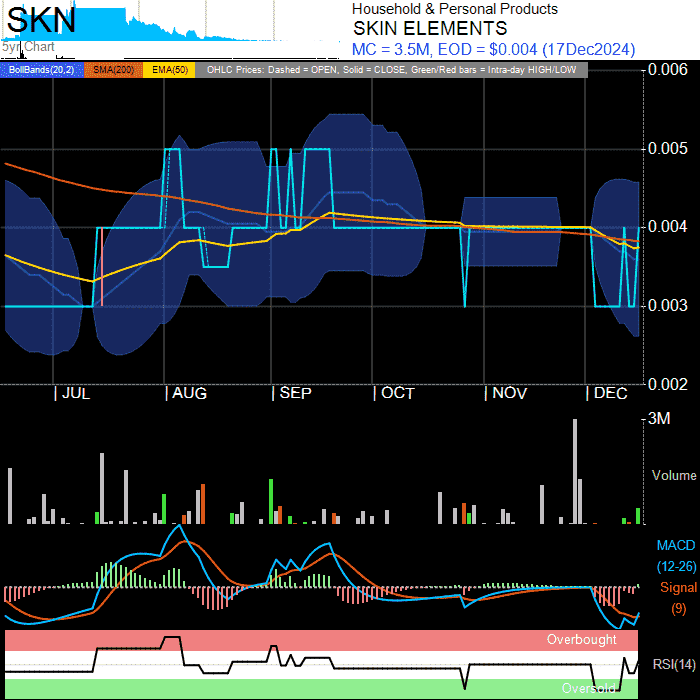 SKN
5yr Chart
Household & Personal Products
SKIN ELEMENTS
MC = 3.5M, EOD = $0.004 (17Dec2024)
BollBands(20,2) SMA(200) EMA(50) OHLC Prices: Dashed = OPEN, Solid = CLOSE, Green/Red bars = Intra-day HIGH/LOW
0.006
0.005
0.004
0.003
0.002
| JUL | AUG | SEP | OCT | NOV | DEC
3M
Volume
MACD
(12-26)
Signal
(9)
Overbought
RSI(14)
Oversold